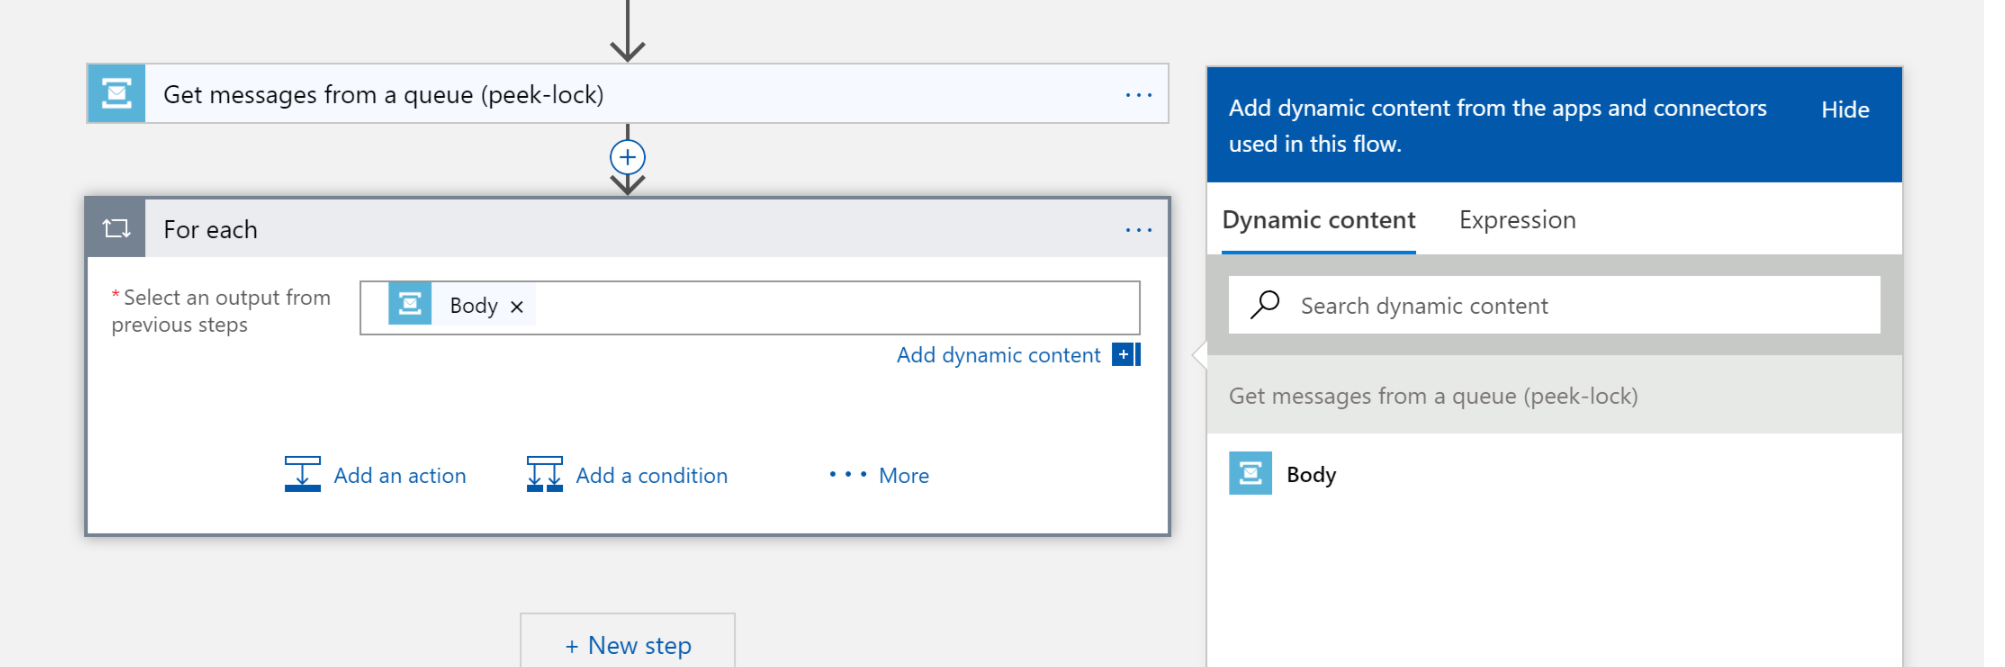 Get messages from a queue (peek-lock)
For each
* Select an output from
previous steps
Body ×
Add dynamic content
Add an action
Add a condition
More
+ New step
Add dynamic content from the apps and connectors
used in this flow.
Hide
Dynamic content
Expression
Search dynamic content
Get messages from a queue (peek-lock)
Body